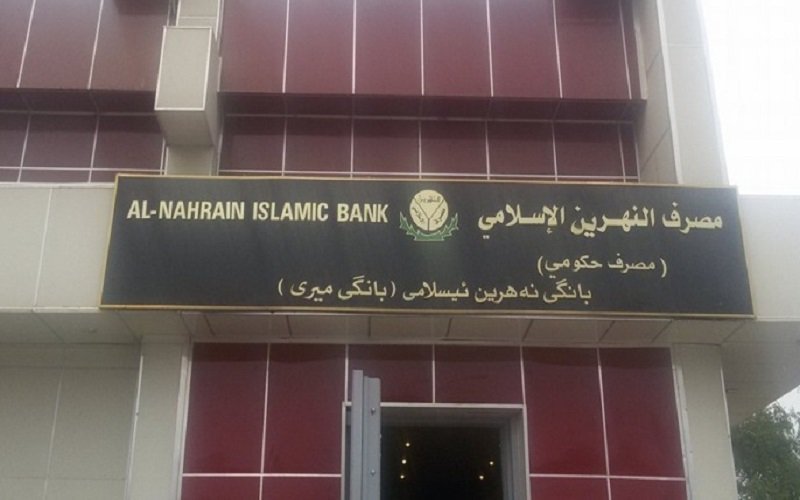 AL-NAHRAIN ISLAMIC BANK
مصرف النهرين الإسلامي
( مصرف حكومي )
بانگی نەهرین ئیسلامی ( بانگی میری )